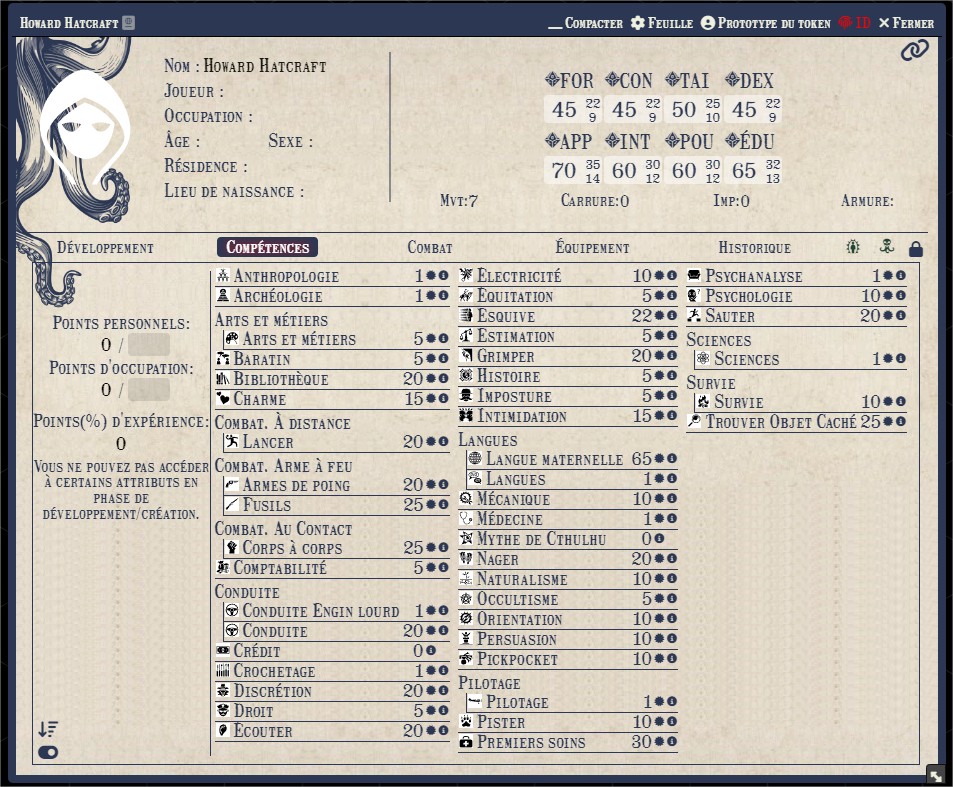 Howard Hatcraft
Compacter Feuille Prototype du token ID Fermer
Nom : Howard Hatcraft
Joueur :
Occupation :
Âge : Sexe :
Résidence :
Lieu de naissance :
FOR CON TAI DEX
45 22 9 45 22 9 50 25 10 45 22 9
APP INT POU ÉDU
70 35 14 60 30 12 60 30 12 65 32 13
Mvt:7 Carrure:0 Imp:0 Armure:
Développement Compétences Combat Équipement Historique
Points personnels:
0 /
Points d'occupation:
0 /
Points(%) d'expérience:
0
Vous ne pouvez pas accéder
à certains attributs en
phase de
développement/création.
Anthropologie 1
Archéologie 1
Arts et métiers
Arts et métiers 5
Baratin 5
Bibliothèque 20
Charme 15
Combat. À distance
Lancer 20
Combat. Arme à feu
Armes de poing 20
Fusils 25
Combat. Au Contact
Corps à corps 25
Comptabilité 5
Conduite
Conduite Engin lourd 1
Conduite 20
Crédit 0
Crochetage 1
Discrétion 20
Droit 5
Écouter 20
Électricité 10
Équitation 5
Esquive 22
Estimation 5
Grimper 20
Histoire 5
Imposture 5
Intimidation 15
Langues
Langue maternelle 65
Langues 1
Mécanique 10
Médecine 1
Mythe de Cthulhu 0
Nager 20
Naturalisme 10
Occultisme 5
Orientation 10
Persuasion 10
Pickpocket 10
Pilotage
Pilotage 1
Pister 10
Premiers soins 30
Psychanalyse 1
Psychologie 10
Sauter 20
Sciences
Sciences 1
Survie
Survie 10
Trouver Objet Caché 25